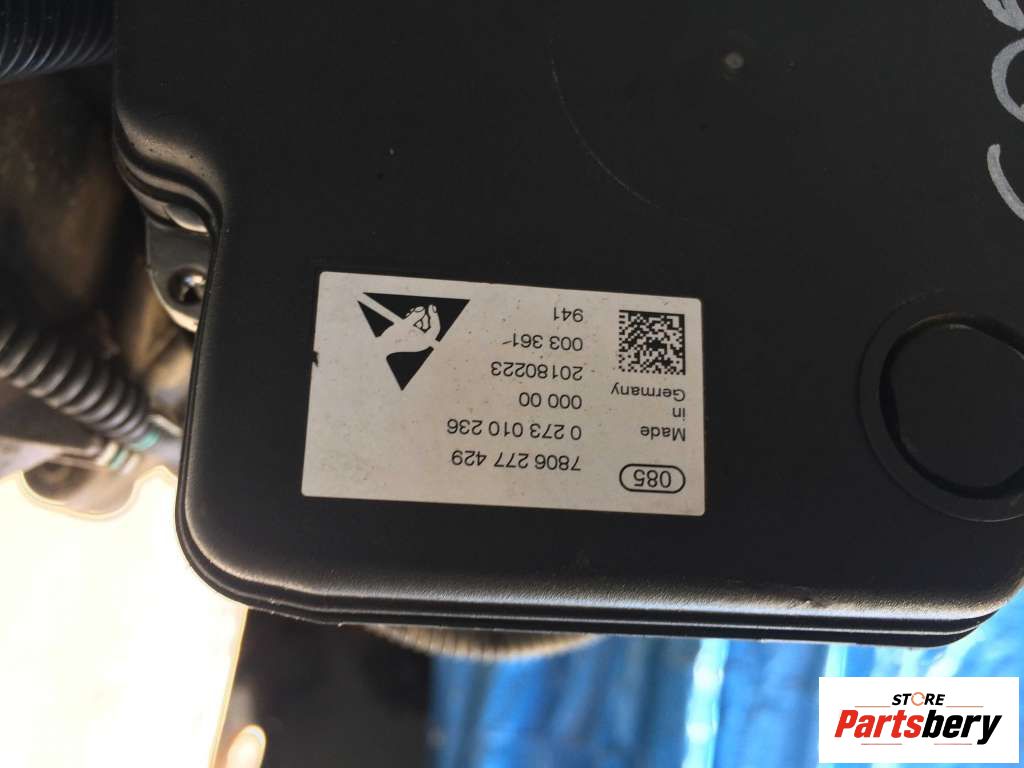 085
7806 277 429
0 273 010 236
000 00
20180223
003 361-
941
Made
in
Germany
STORE
Partsbery